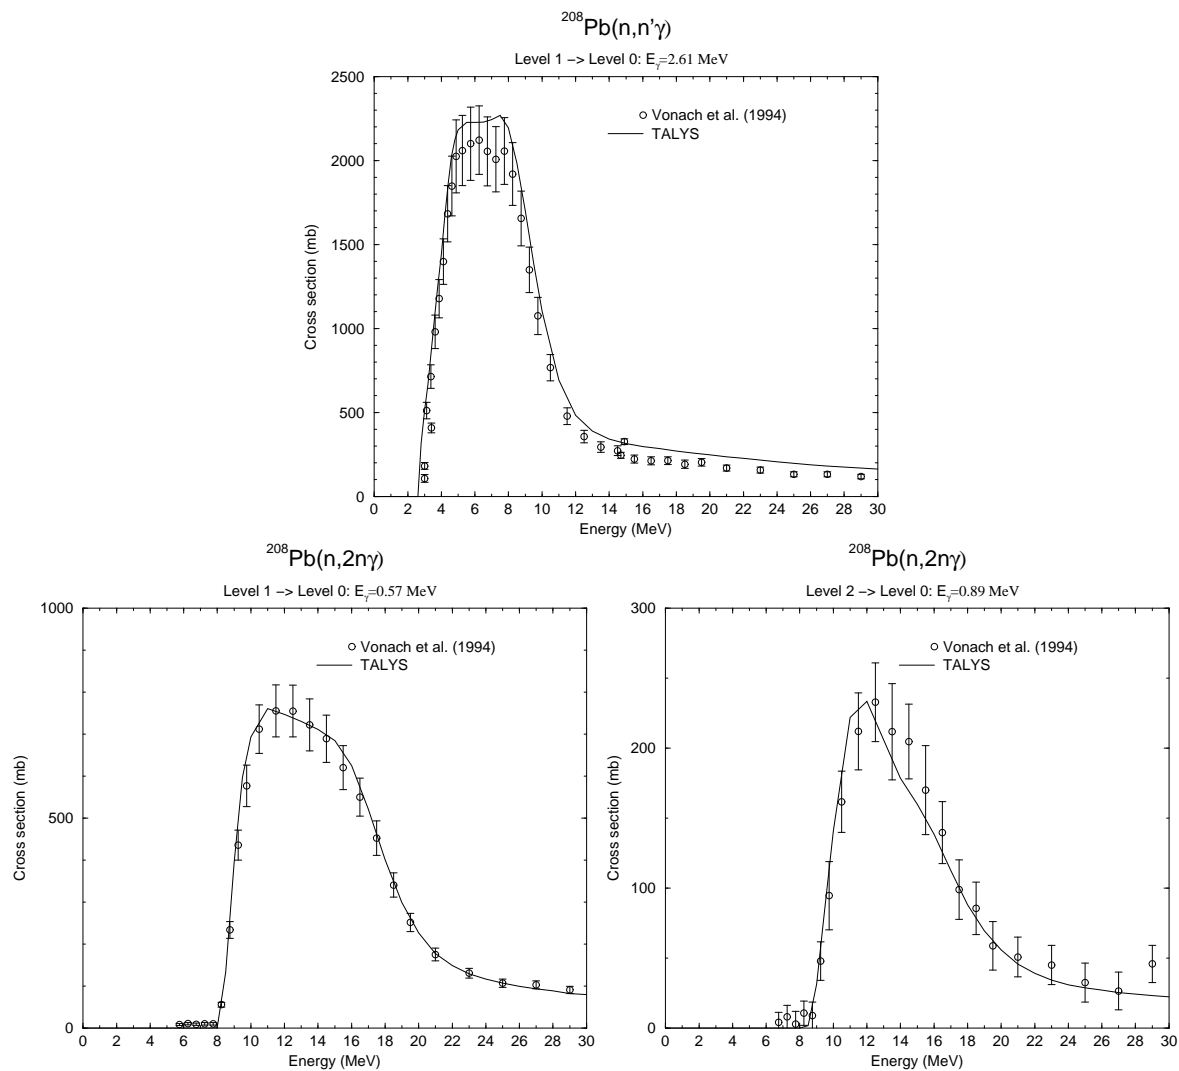 ²⁰⁸Pb(n,n'γ)
Level 1 −> Level 0: Eγ=2.61 MeV
2500
2000
1500
1000
500
0
Cross section (mb)
Vonach et al. (1994)
TALYS
0 2 4 6 8 10 12 14 16 18 20 22 24 26 28 30
Energy (MeV)
²⁰⁸Pb(n,2nγ)
Level 1 −> Level 0: Eγ=0.57 MeV
1000
500
0
Cross section (mb)
Vonach et al. (1994)
TALYS
0 2 4 6 8 10 12 14 16 18 20 22 24 26 28 30
Energy (MeV)
²⁰⁸Pb(n,2nγ)
Level 2 −> Level 0: Eγ=0.89 MeV
300
200
100
0
Cross section (mb)
Vonach et al. (1994)
TALYS
0 2 4 6 8 10 12 14 16 18 20 22 24 26 28 30
Energy (MeV)